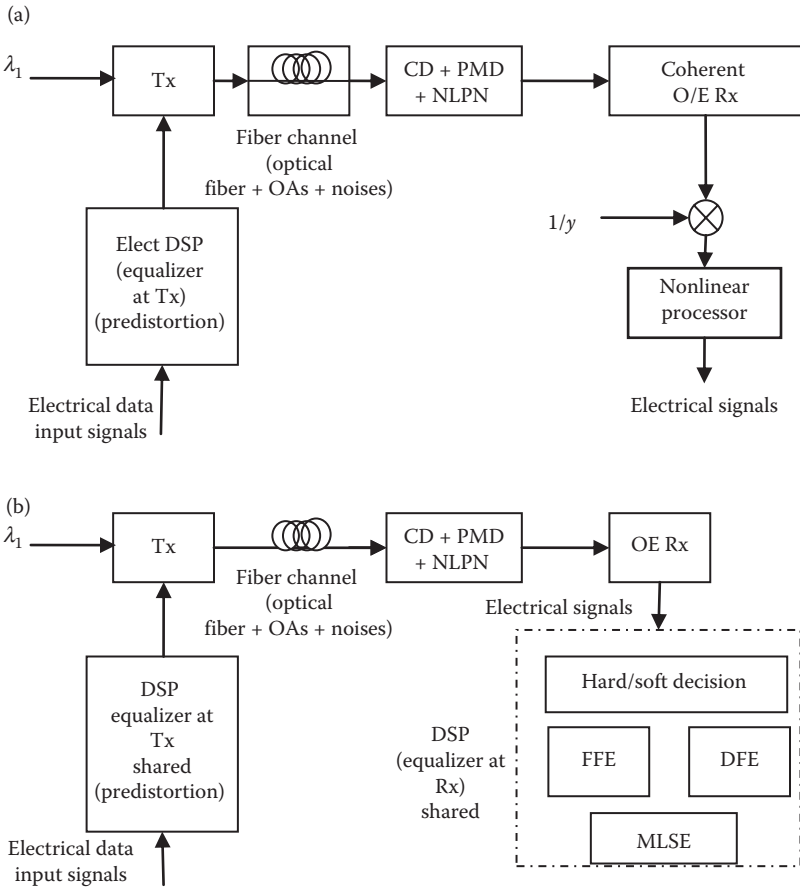 (a)
λ1
Tx
CD + PMD
+ NLPN
Coherent
O/E Rx
Fiber channel
(optical
fiber + OAs + noises)
1/y
Elect DSP
(equalizer
at Tx)
(predistortion)
Nonlinear
processor
Electrical data
input signals
Electrical signals
(b)
λ1
Tx
CD + PMD
+ NLPN
OE Rx
Fiber channel
(optical
fiber + OAs + noises)
Electrical signals
DSP
equalizer at
Tx
shared
(predistortion)
Hard/soft decision
DSP
(equalizer at
Rx)
shared
FFE
DFE
MLSE
Electrical data
input signals